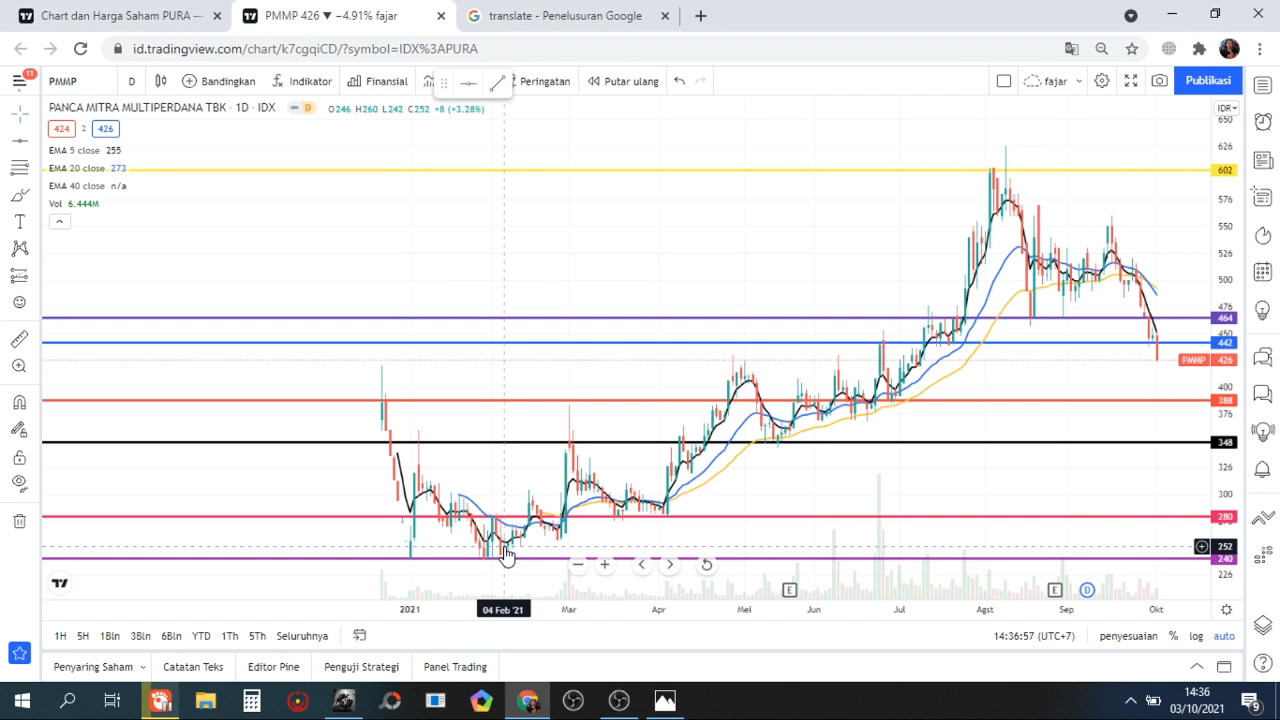 Chart dan Harga Saham PURA —
PMMP 426 ▼ −4.91% fajar
translate - Penelusuran Google
id.tradingview.com/chart/k7cgqiCD/?symbol=IDX%3APURA
11
PMMP
D
Bandingkan
Indikator
Finansial
Peringatan
Putar ulang
fajar
Publikasi
PANCA MITRA MULTIPERDANA TBK · 1D · IDX
D
O246 H260 L242 C252 +8 (+3.28%)
IDR
424 2 426
EMA 5 close 255
EMA 20 close 273
EMA 40 close n/a
Vol 6.444M
650
626
602
576
550
526
500
476
464
450
442
PMMP 426
400
388
376
348
326
300
280
252
240
226
E
E
D
2021
04 Feb '21
Mar
Apr
Mei
Jun
Jul
Agst
Sep
Okt
1H 5H 1Bln 3Bln 6Bln YTD 1Th 5Th Seluruhnya
14:36:57 (UTC+7)
penyesuaian % log auto
Penyaring Saham
Catatan Teks
Editor Pine
Penguji Strategi
Panel Trading
14:36
03/10/2021
9